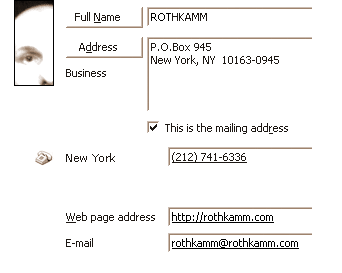 Full Name ROTHKAMM
Address P.O.Box 945
New York, NY 10163-0945
Business
This is the mailing address
New York (212) 741-6336
Web page address http://rothkamm.com
E-mail rothkamm@rothkamm.com